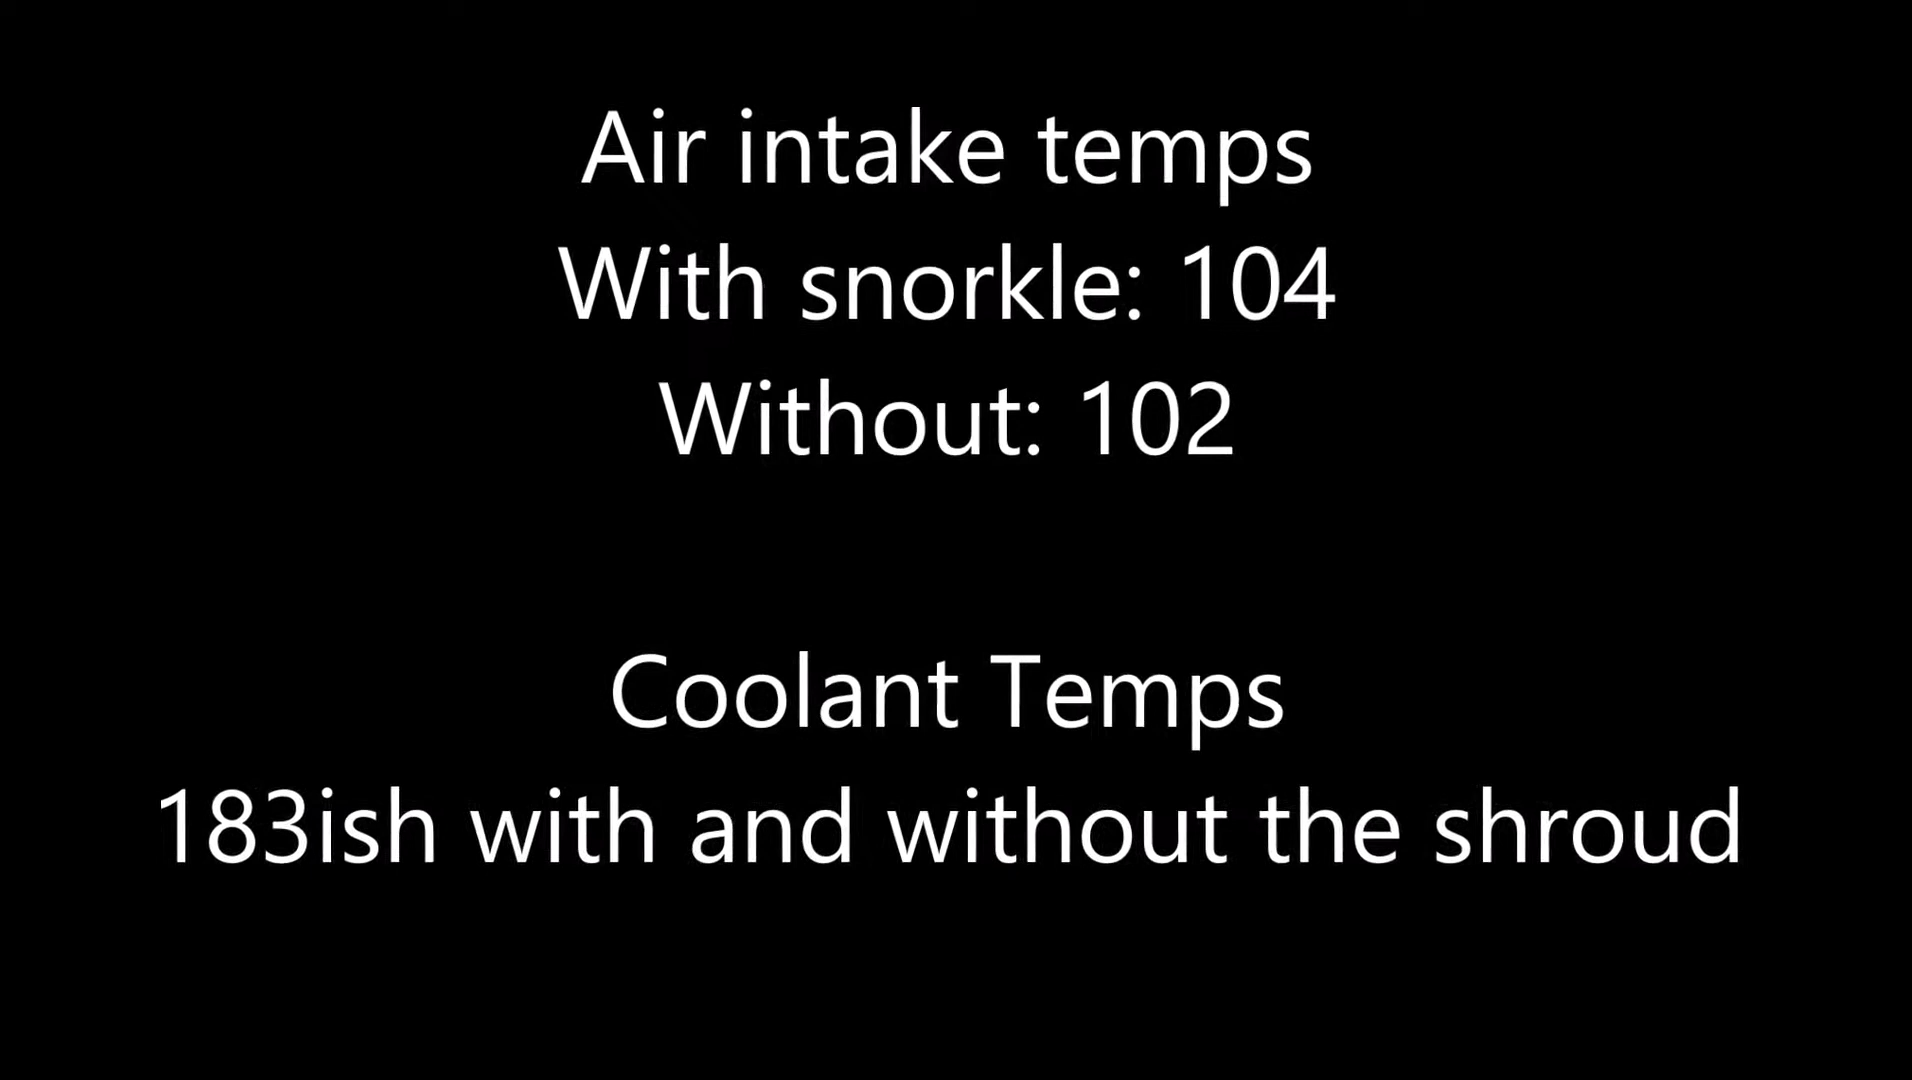 Air intake temps
With snorkle: 104
Without: 102
Coolant Temps
183ish with and without the shroud